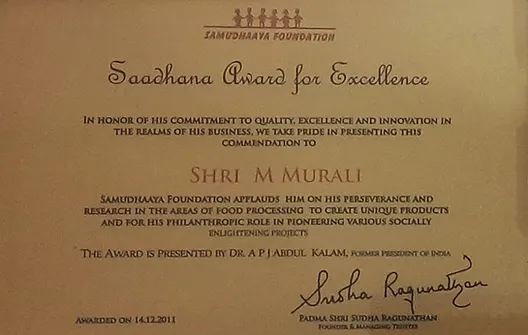 SAMUDHAAYA FOUNDATION
Saadhana Award for Excellence
IN HONOR OF HIS COMMITMENT TO QUALITY, EXCELLENCE AND INNOVATION IN
THE REALMS OF HIS BUSINESS, WE TAKE PRIDE IN PRESENTING THIS
COMMENDATION TO
SHRI M MURALI
SAMUDHAAYA FOUNDATION APPLAUDS HIM ON HIS PERSEVERANCE AND
RESEARCH IN THE AREAS OF FOOD PROCESSING TO CREATE UNIQUE PRODUCTS
AND FOR HIS PHILANTHROPIC ROLE IN PIONEERING VARIOUS SOCIALLY
ENLIGHTENING PROJECTS
THE AWARD IS PRESENTED BY DR. A P J ABDUL KALAM, FORMER PRESIDENT OF INDIA
Sudha Ragunathan
AWARDED ON 14.12.2011
PADMA SHRI SUDHA RAGUNATHAN
FOUNDER & MANAGING TRUSTEE